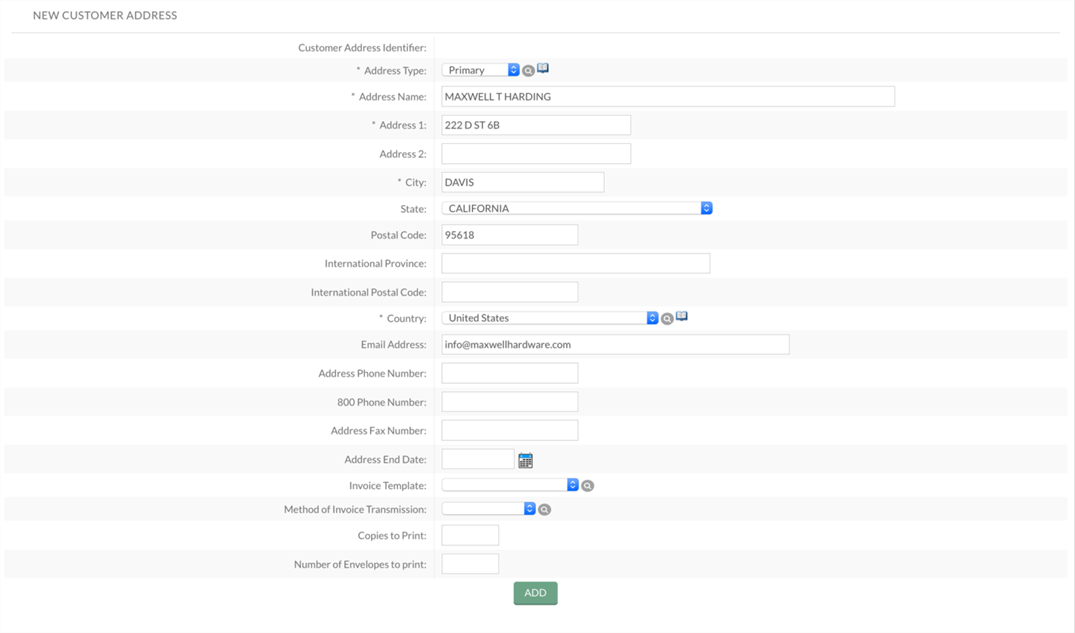 NEW CUSTOMER ADDRESS
Customer Address Identifier:
* Address Type: Primary
* Address Name: MAXWELL T HARDING
* Address 1: 222 D ST 6B
Address 2:
* City: DAVIS
State: CALIFORNIA
Postal Code: 95618
International Province:
International Postal Code:
* Country: United States
Email Address: info@maxwellhardware.com
Address Phone Number:
800 Phone Number:
Address Fax Number:
Address End Date:
Invoice Template:
Method of Invoice Transmission:
Copies to Print:
Number of Envelopes to print:
ADD